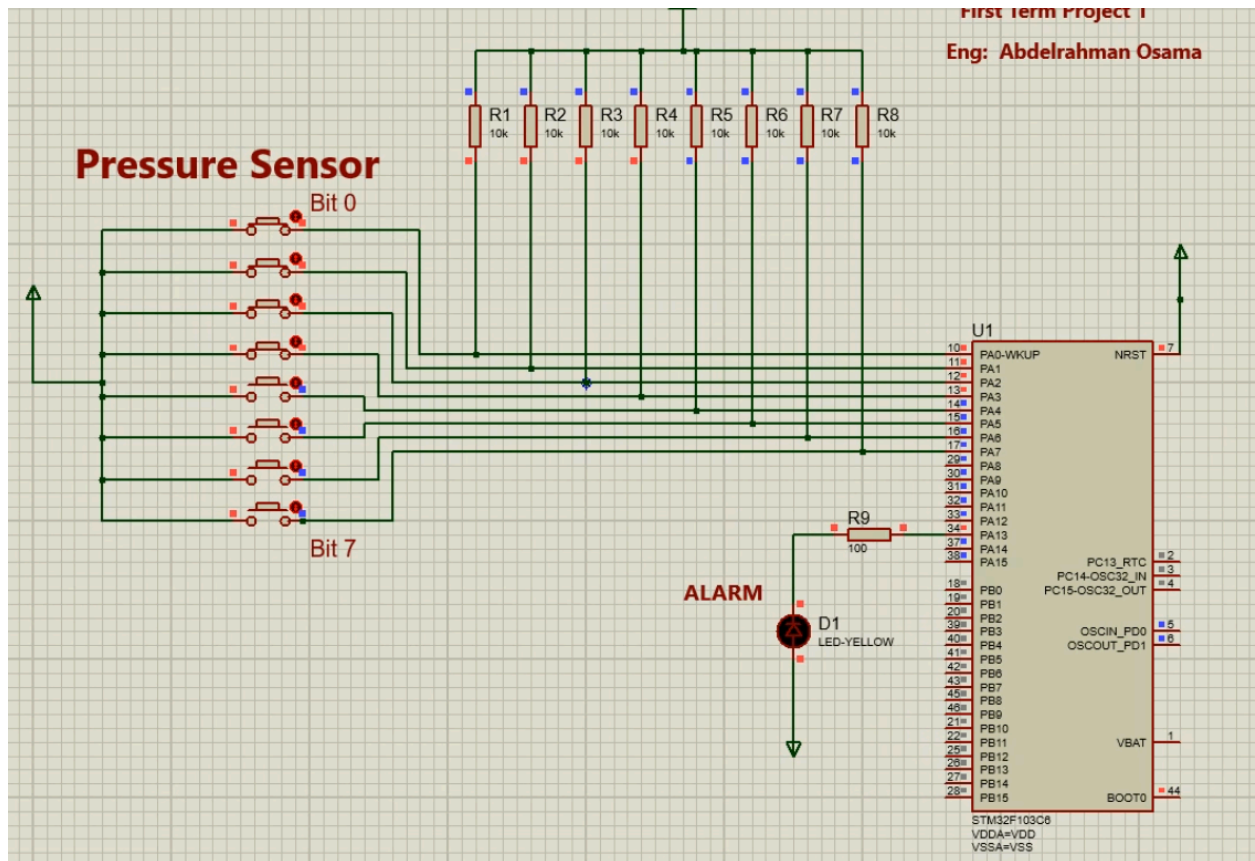 First Term Project 1
Eng: Abdelrahman Osama
R1
10k
R2
10k
R3
10k
R4
10k
R5
10k
R6
10k
R7
10k
R8
10k
Pressure Sensor
Bit 0
Bit 7
U1
10 PA0-WKUP
11 PA1
12 PA2
13 PA3
14 PA4
15 PA5
16 PA6
17 PA7
29 PA8
30 PA9
31 PA10
32 PA11
33 PA12
34 PA13
37 PA14
38 PA15
18 PB0
19 PB1
20 PB2
39 PB3
40 PB4
41 PB5
42 PB6
43 PB7
45 PB8
46 PB9
21 PB10
22 PB11
25 PB12
26 PB13
27 PB14
28 PB15
NRST 7
PC13_RTC 2
PC14-OSC32_IN 3
PC15-OSC32_OUT 4
OSCIN_PD0 5
OSCOUT_PD1 6
VBAT 1
BOOT0 44
STM32F103C6
VDDA=VDD
VSSA=VSS
R9
100
ALARM
D1
LED-YELLOW